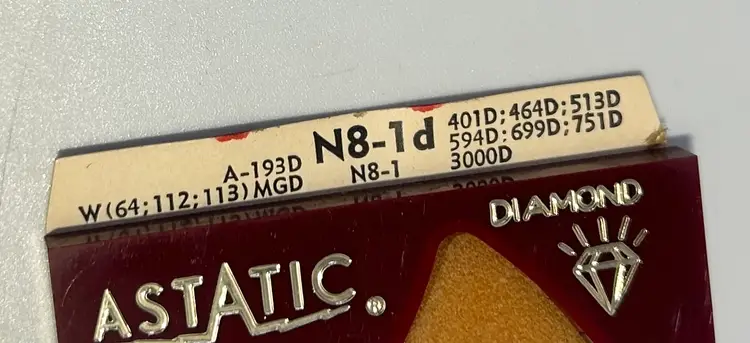 A-193D
W(64;112;113)MGD
N8-1d
N8-1
401D;464D;513D
594D;699D;751D
3000D
DIAMOND
ASTATIC ®